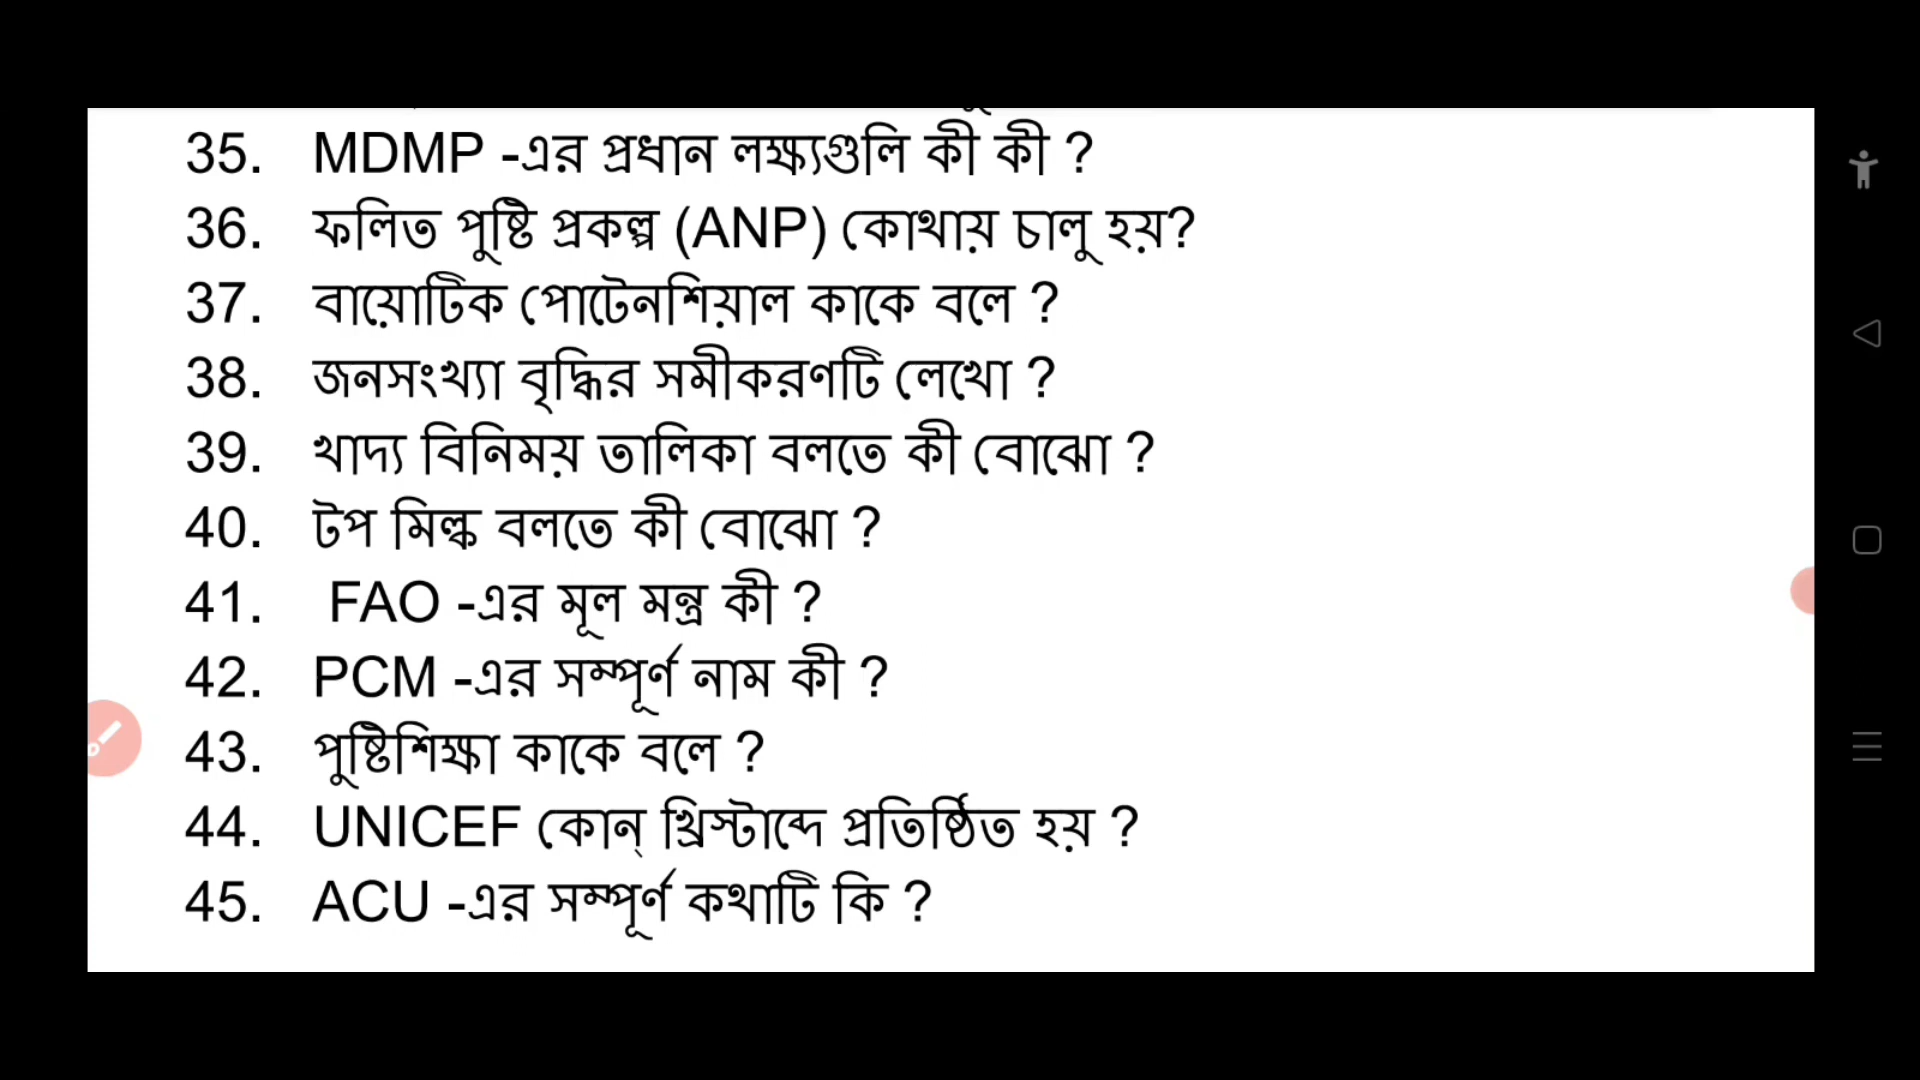 35. MDMP -এর প্রধান লক্ষ্যগুলি কী কী ?
36. ফলিত পুষ্টি প্রকল্প (ANP) কোথায় চালু হয়?
37. বায়োটিক পোটেনশিয়াল কাকে বলে ?
38. জনসংখ্যা বৃদ্ধির সমীকরণটি লেখো ?
39. খাদ্য বিনিময় তালিকা বলতে কী বোঝো ?
40. টপ মিল্ক বলতে কী বোঝো ?
41. FAO -এর মূল মন্ত্র কী ?
42. PCM -এর সম্পূর্ণ নাম কী ?
43. পুষ্টিশিক্ষা কাকে বলে ?
44. UNICEF কোন্ খ্রিস্টাব্দে প্রতিষ্ঠিত হয় ?
45. ACU -এর সম্পূর্ণ কথাটি কি ?